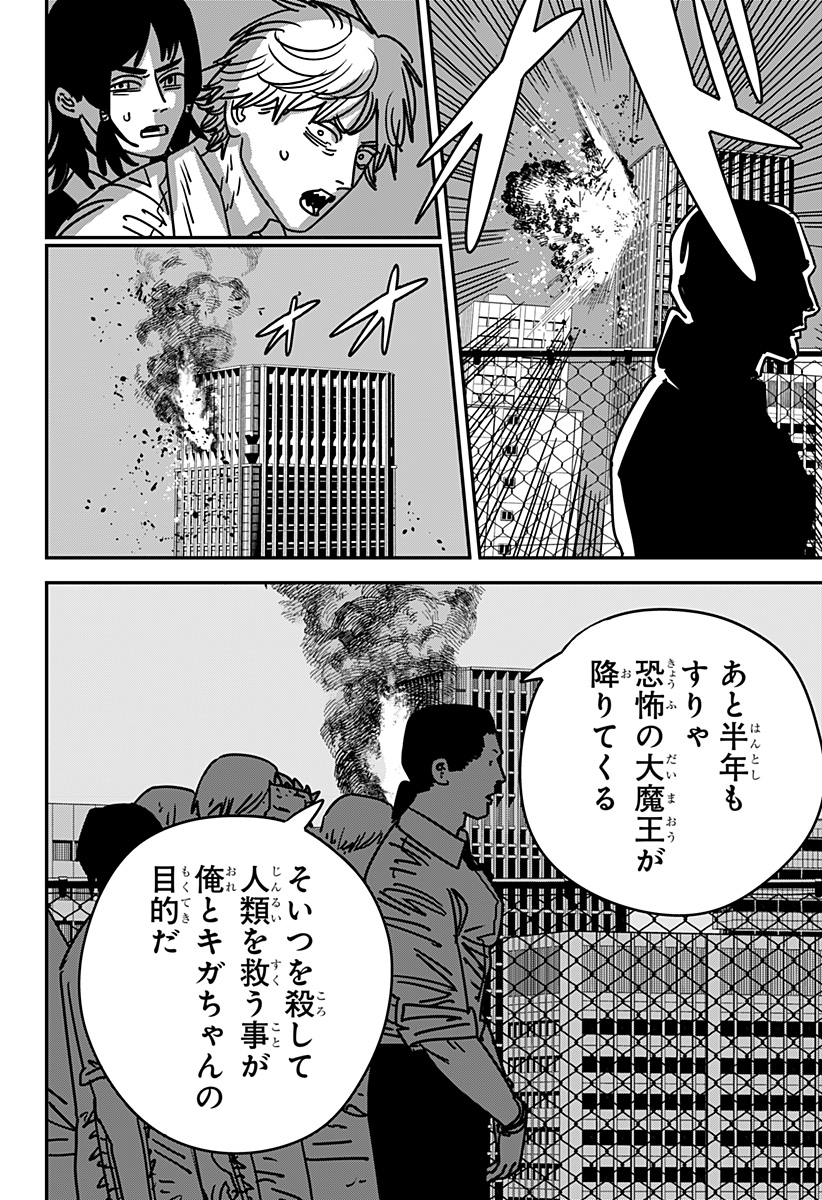 あと半年も
すりゃ
恐怖の大魔王が
降りてくる
そいつを殺して
人類を救う事が
俺とキガちゃんの
目的だ